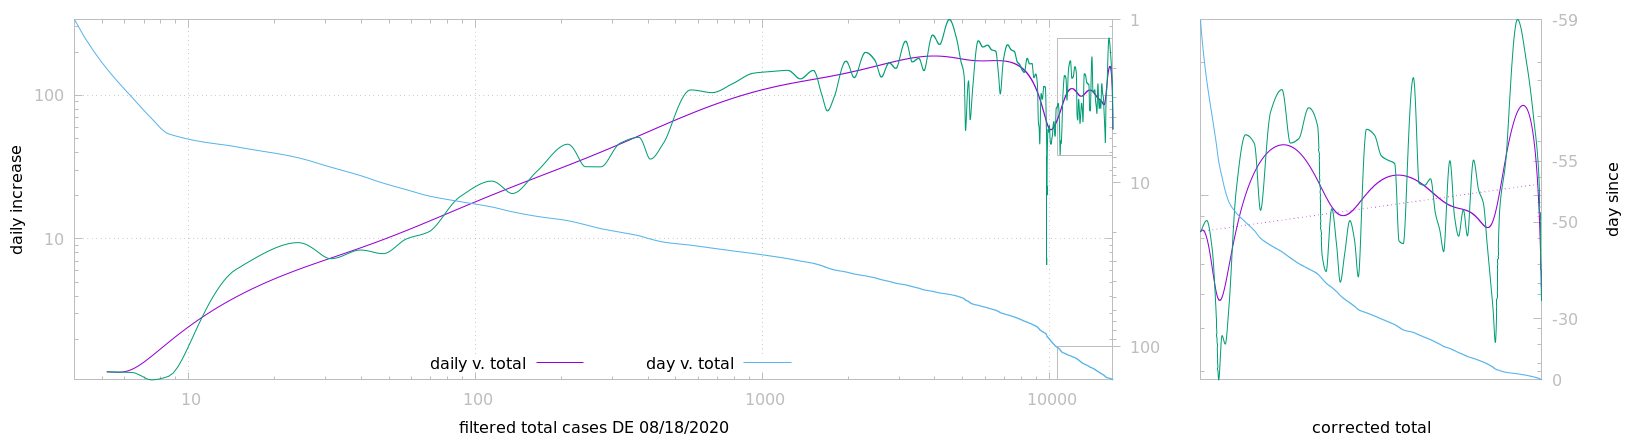 1
-59
100
-55
daily increase
10
day since
-50
10
-30
daily v. total
day v. total
100
0
10
100
1000
10000
filtered total cases DE 08/18/2020
corrected total